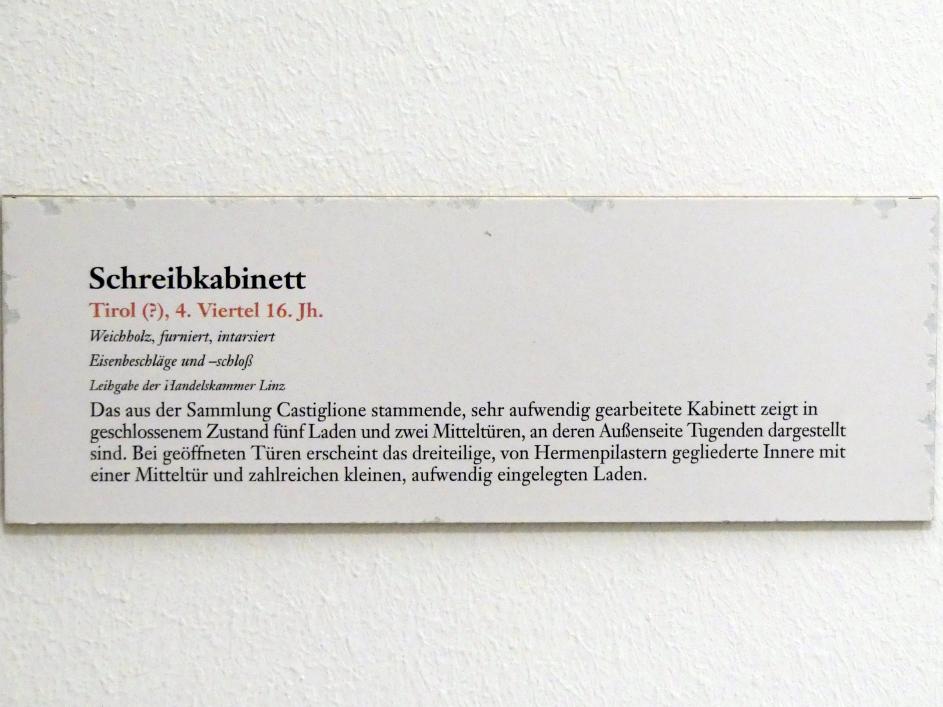 Schreibkabinett
Tirol (?), 4. Viertel 16. Jh.
Weichholz, furniert, intarsiert
Eisenbeschläge und –schloß
Leihgabe der Handelskammer Linz
Das aus der Sammlung Castiglione stammende, sehr aufwendig gearbeitete Kabinett zeigt in
geschlossenem Zustand fünf Laden und zwei Mitteltüren, an deren Außenseite Tugenden dargestellt
sind. Bei geöffneten Türen erscheint das dreiteilige, von Hermenpilastern gegliederte Innere mit
einer Mitteltür und zahlreichen kleinen, aufwendig eingelegten Laden.